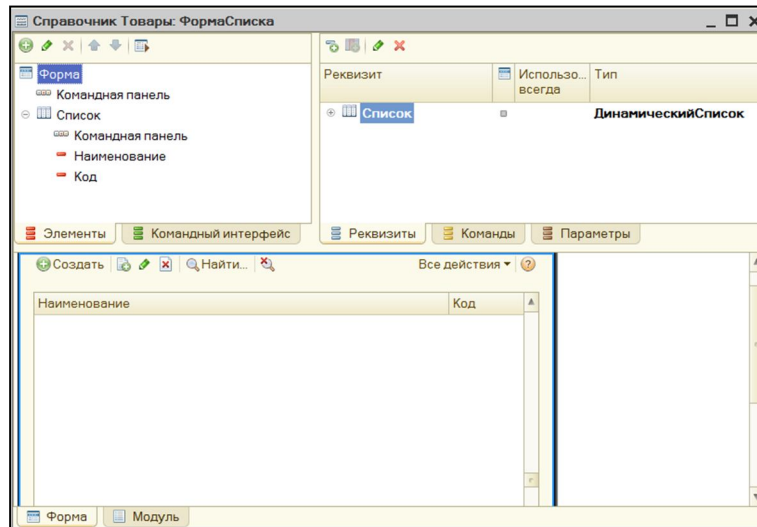 Справочник Товары: ФормаСписка
Форма
Командная панель
Список
Командная панель
Наименование
Код
Элементы
Командный интерфейс
Реквизит
Использо...
всегда
Тип
Список
ДинамическийСписок
Реквизиты
Команды
Параметры
Создать
Найти...
Все действия
Наименование
Код
Форма
Модуль